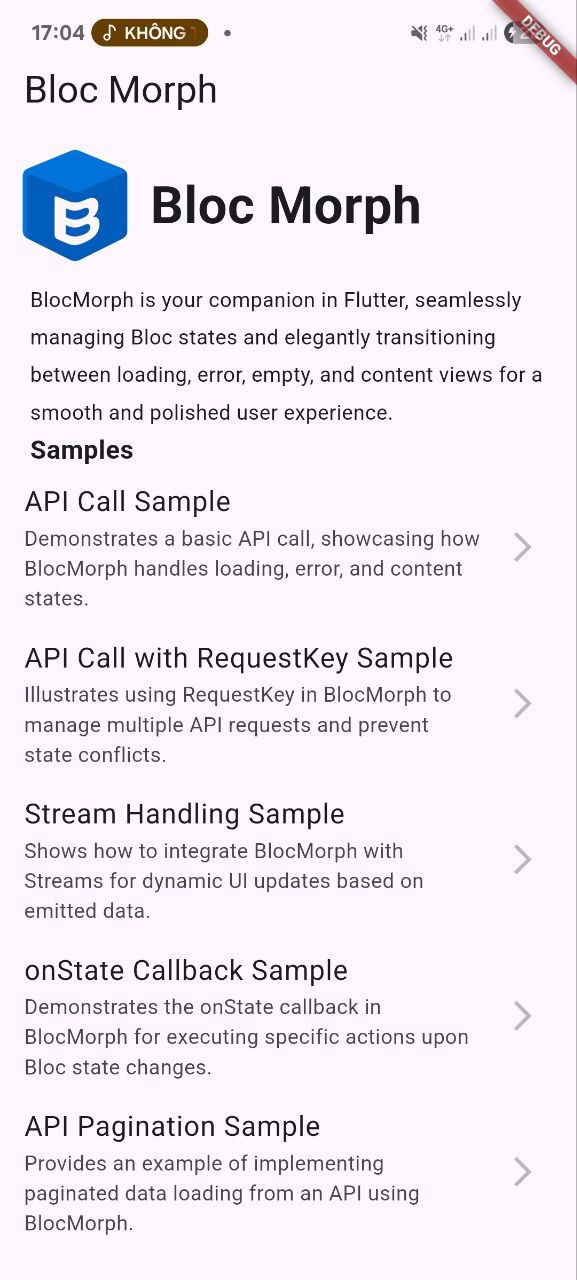 17:04 KHÔNG
4G+
DEBUG
Bloc Morph
B Bloc Morph
BlocMorph is your companion in Flutter, seamlessly
managing Bloc states and elegantly transitioning
between loading, error, empty, and content views for a
smooth and polished user experience.
Samples
API Call Sample
Demonstrates a basic API call, showcasing how
BlocMorph handles loading, error, and content
states.
API Call with RequestKey Sample
Illustrates using RequestKey in BlocMorph to
manage multiple API requests and prevent
state conflicts.
Stream Handling Sample
Shows how to integrate BlocMorph with
Streams for dynamic UI updates based on
emitted data.
onState Callback Sample
Demonstrates the onState callback in
BlocMorph for executing specific actions upon
Bloc state changes.
API Pagination Sample
Provides an example of implementing
paginated data loading from an API using
BlocMorph.